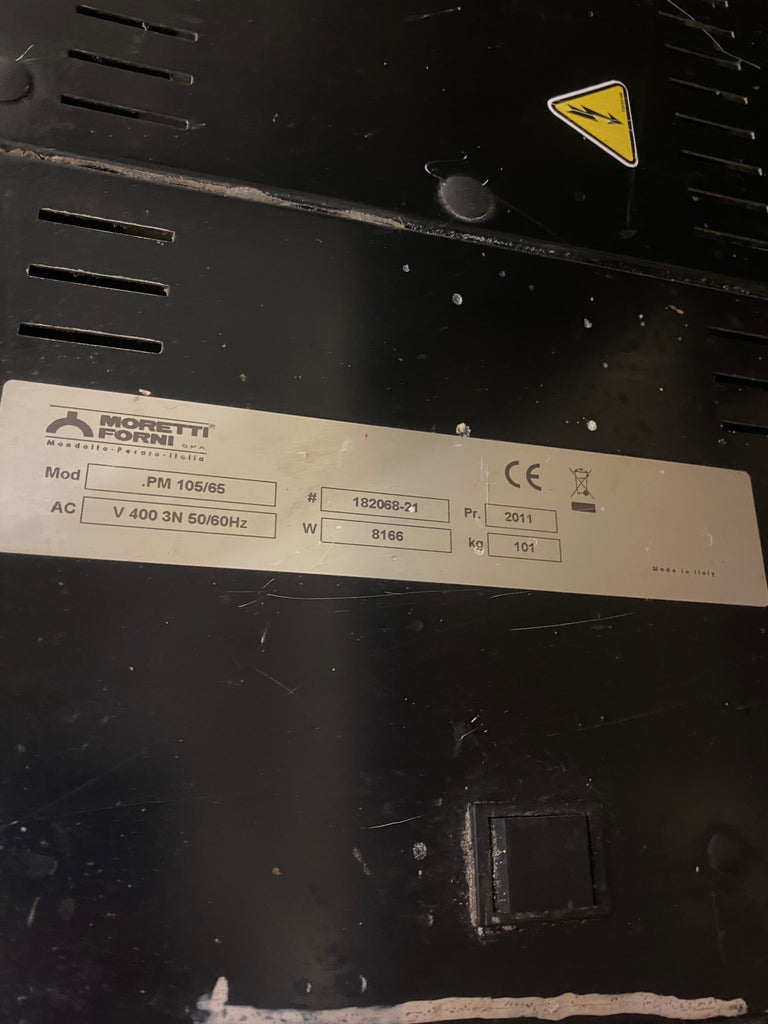 MORETTI®
FORNI S.P.A.
Mondolfo-Pesaro-Italia
Mod .PM 105/65
AC V 400 3N 50/60Hz
# 182068-21
W 8166
CE
Pr. 2011
kg 101
Made in Italy